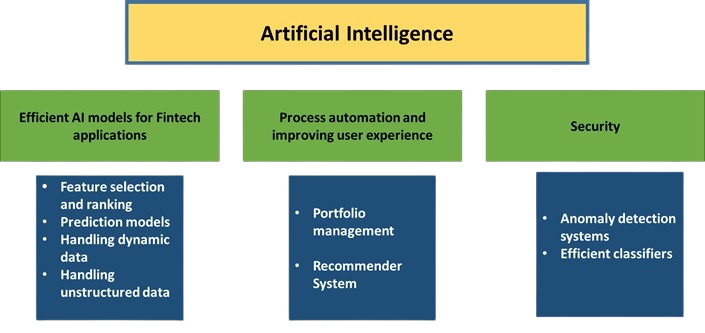 Artificial Intelligence
Efficient AI models for Fintech
applications
Process automation and
improving user experience
Security
• Feature selection
and ranking
• Prediction models
• Handling dynamic
data
• Handling
unstructured data
• Portfolio
management
• Recommender
System
• Anomaly detection
systems
• Efficient classifiers